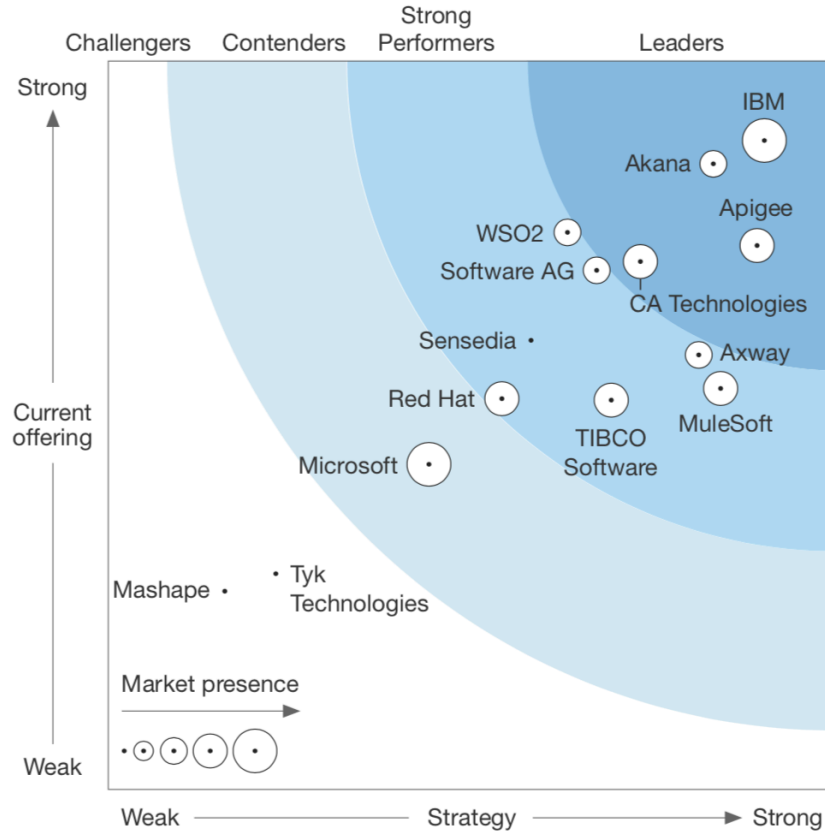 Strong
Challengers Contenders Performers Leaders
Strong
IBM
Akana
Apigee
WSO2
Software AG
CA Technologies
Sensedia
Axway
Red Hat
MuleSoft
TIBCO
Software
Current
offering
Microsoft
Tyk
Technologies
Mashape
Market presence
Weak
Weak Strategy Strong